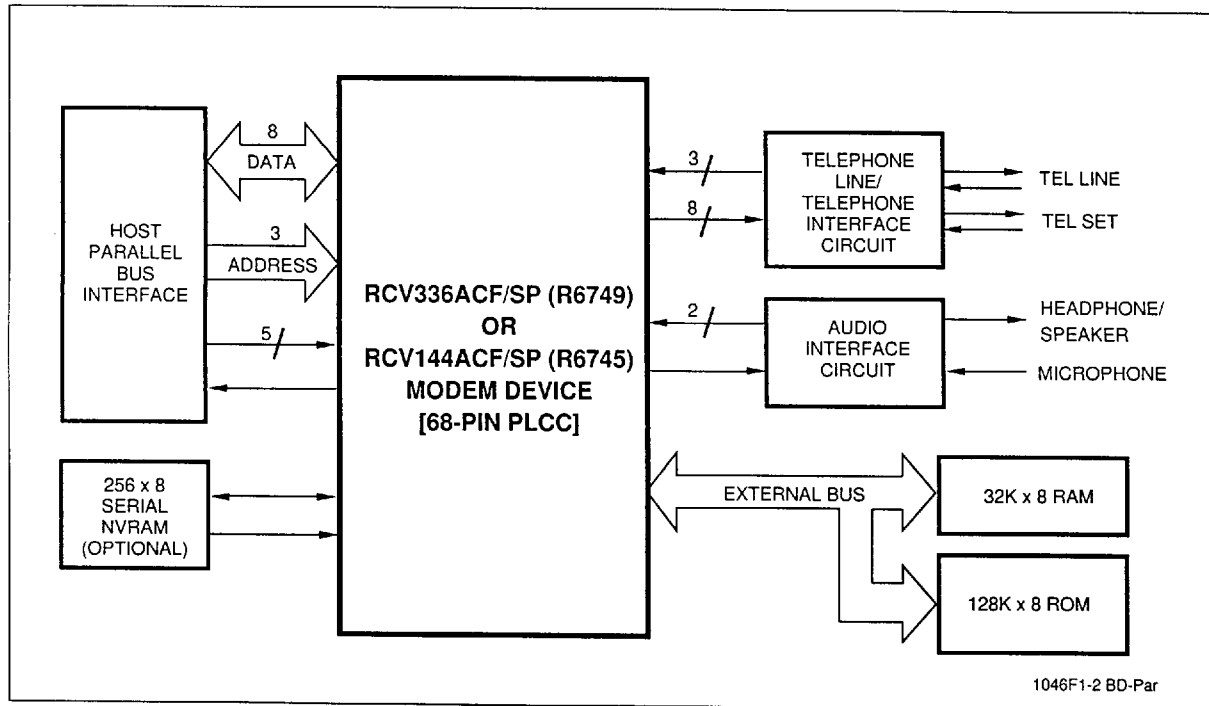 HOST
PARALLEL
BUS
INTERFACE
8
DATA
3
ADDRESS
5
256 x 8
SERIAL
NVRAM
(OPTIONAL)
RCV336ACF/SP (R6749)
OR
RCV144ACF/SP (R6745)
MODEM DEVICE
[68-PIN PLCC]
3
8
TELEPHONE
LINE/
TELEPHONE
INTERFACE
CIRCUIT
TEL LINE
TEL SET
2
AUDIO
INTERFACE
CIRCUIT
HEADPHONE/
SPEAKER
MICROPHONE
EXTERNAL BUS
32K x 8 RAM
128K x 8 ROM
1046F1-2 BD-Par